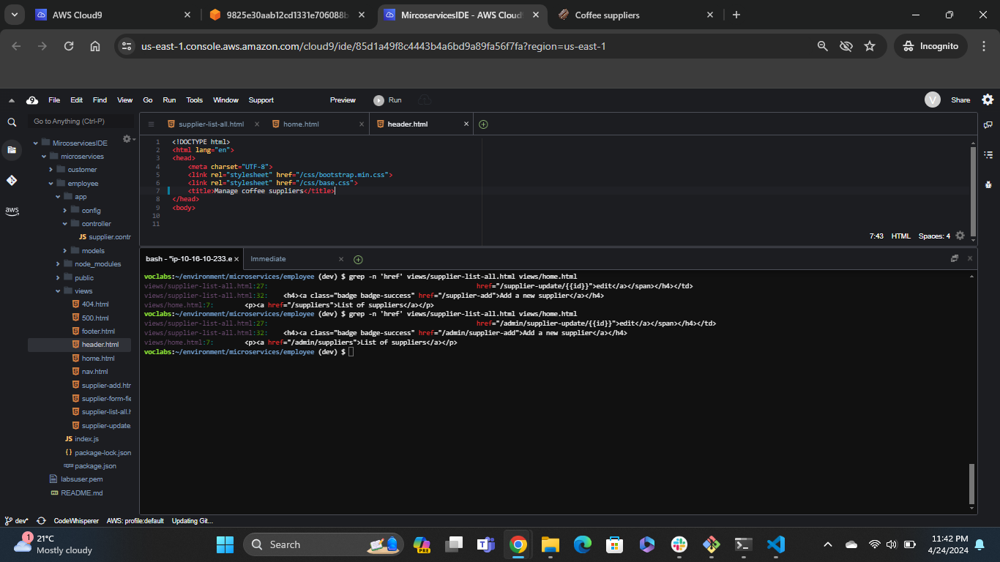 AWS Cloud9
9825e30aab12cd1331e706088b
MircoservicesIDE - AWS Cloud
Coffee suppliers
us-east-1.console.aws.amazon.com/cloud9/ide/85d1a49f8c4443b4a6bd9a89fa56f7fa?region=us-east-1
Incognito
File Edit Find View Go Run Tools Window Support Preview Run
V Share
Go to Anything (Ctrl-P)
MircoservicesIDE
microservices
customer
employee
app
config
controller
JS supplier.contr
models
node_modules
public
views
404.html
500.html
footer.html
header.html
home.html
nav.html
supplier-add.htm
supplier-form-fie
supplier-list-all.h
supplier-update
JS index.js
package-lock.json
package.json
labsuser.pem
README.md
aws
supplier-list-all.html
home.html
header.html
1 <!DOCTYPE html>
2 <html lang="en">
3 <head>
4 <meta charset="UTF-8">
5 <link rel="stylesheet" href="/css/bootstrap.min.css">
6 <link rel="stylesheet" href="/css/base.css">
7 <title>Manage coffee suppliers</title>
8 </head>
9 <body>
10
11
7:43 HTML Spaces: 4
bash - "ip-10-16-10-233.e
Immediate
voclabs:~/environment/microservices/employee (dev) $ grep -n 'href' views/supplier-list-all.html views/home.html
views/supplier-list-all.html:27: href="/supplier-update/{{id}}">edit</a></span></h4></td>
views/supplier-list-all.html:32: <h4><a class="badge badge-success" href="/supplier-add">Add a new supplier</a></h4>
views/home.html:7: <p><a href="/suppliers">List of suppliers</a></p>
voclabs:~/environment/microservices/employee (dev) $ grep -n 'href' views/supplier-list-all.html views/home.html
views/supplier-list-all.html:27: href="/admin/supplier-update/{{id}}">edit</a></span></h4></td>
views/supplier-list-all.html:32: <h4><a class="badge badge-success" href="/admin/supplier-add">Add a new supplier</a></h4>
views/home.html:7: <p><a href="/admin/suppliers">List of suppliers</a></p>
voclabs:~/environment/microservices/employee (dev) $
dev* CodeWhisperer AWS: profile:default Updating Git...
1
21°C
Mostly cloudy
Search
PRE
11:42 PM
4/24/2024